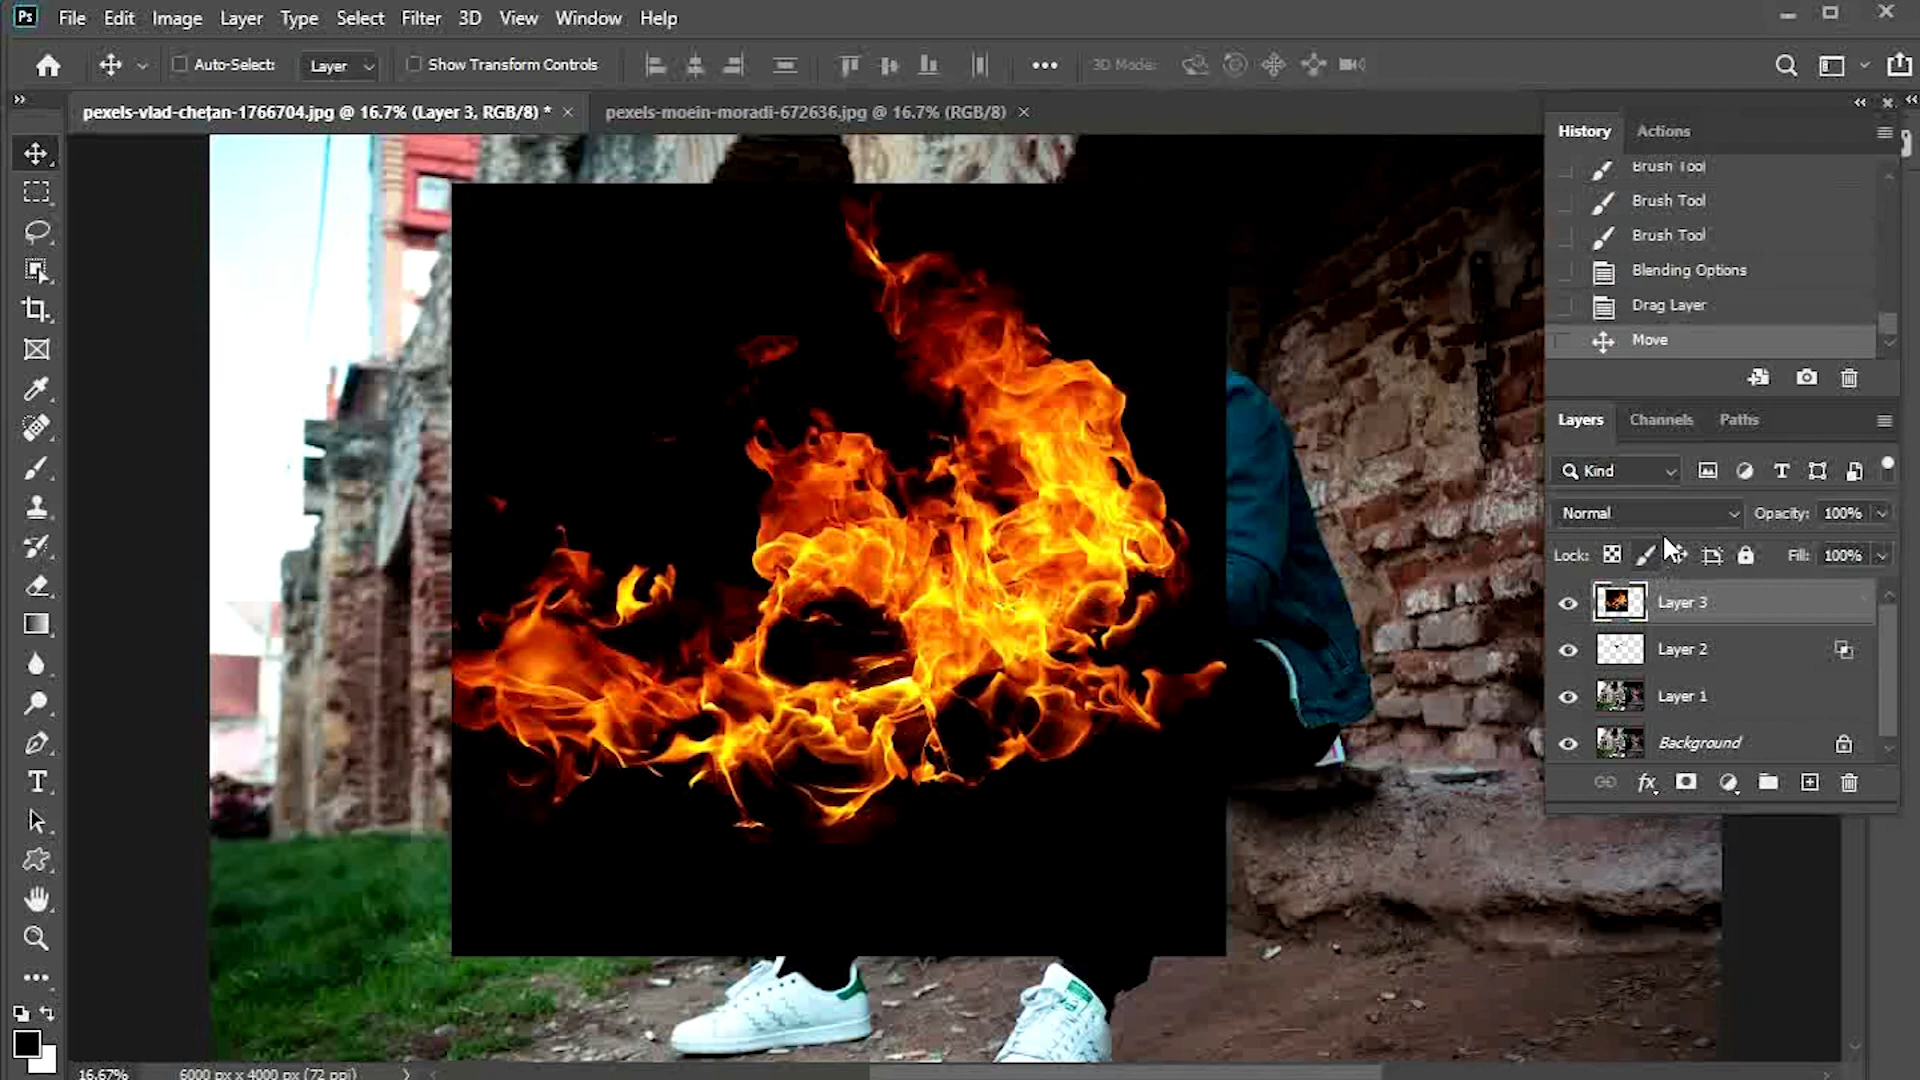 Ps File Edit Image Layer Type Select Filter 3D View Window Help
Auto-Select: Layer Show Transform Controls 3D Mode:
pexels-vlad-chețan-1766704.jpg @ 16.7% (Layer 3, RGB/8) * pexels-moein-moradi-672636.jpg @ 16.7% (RGB/8)
History Actions
Brush Tool
Brush Tool
Brush Tool
Blending Options
Drag Layer
Move
Layers Channels Paths
Kind
Normal Opacity: 100%
Lock: Fill: 100%
Layer 3
Layer 2
Layer 1
Background
fx
16.67% 6000 px x 4000 px (72 ppi)